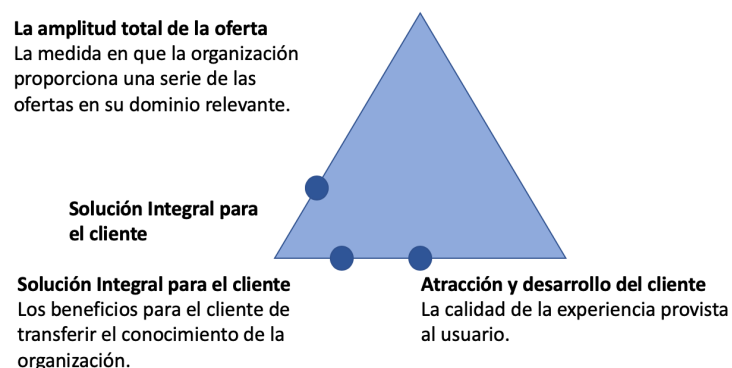 La amplitud total de la oferta
La medida en que la organización
proporciona una serie de las
ofertas en su dominio relevante.
Solución Integral para
el cliente
Solución Integral para el cliente
Los beneficios para el cliente de
transferir el conocimiento de la
organización.
Atracción y desarrollo del cliente
La calidad de la experiencia provista
al usuario.